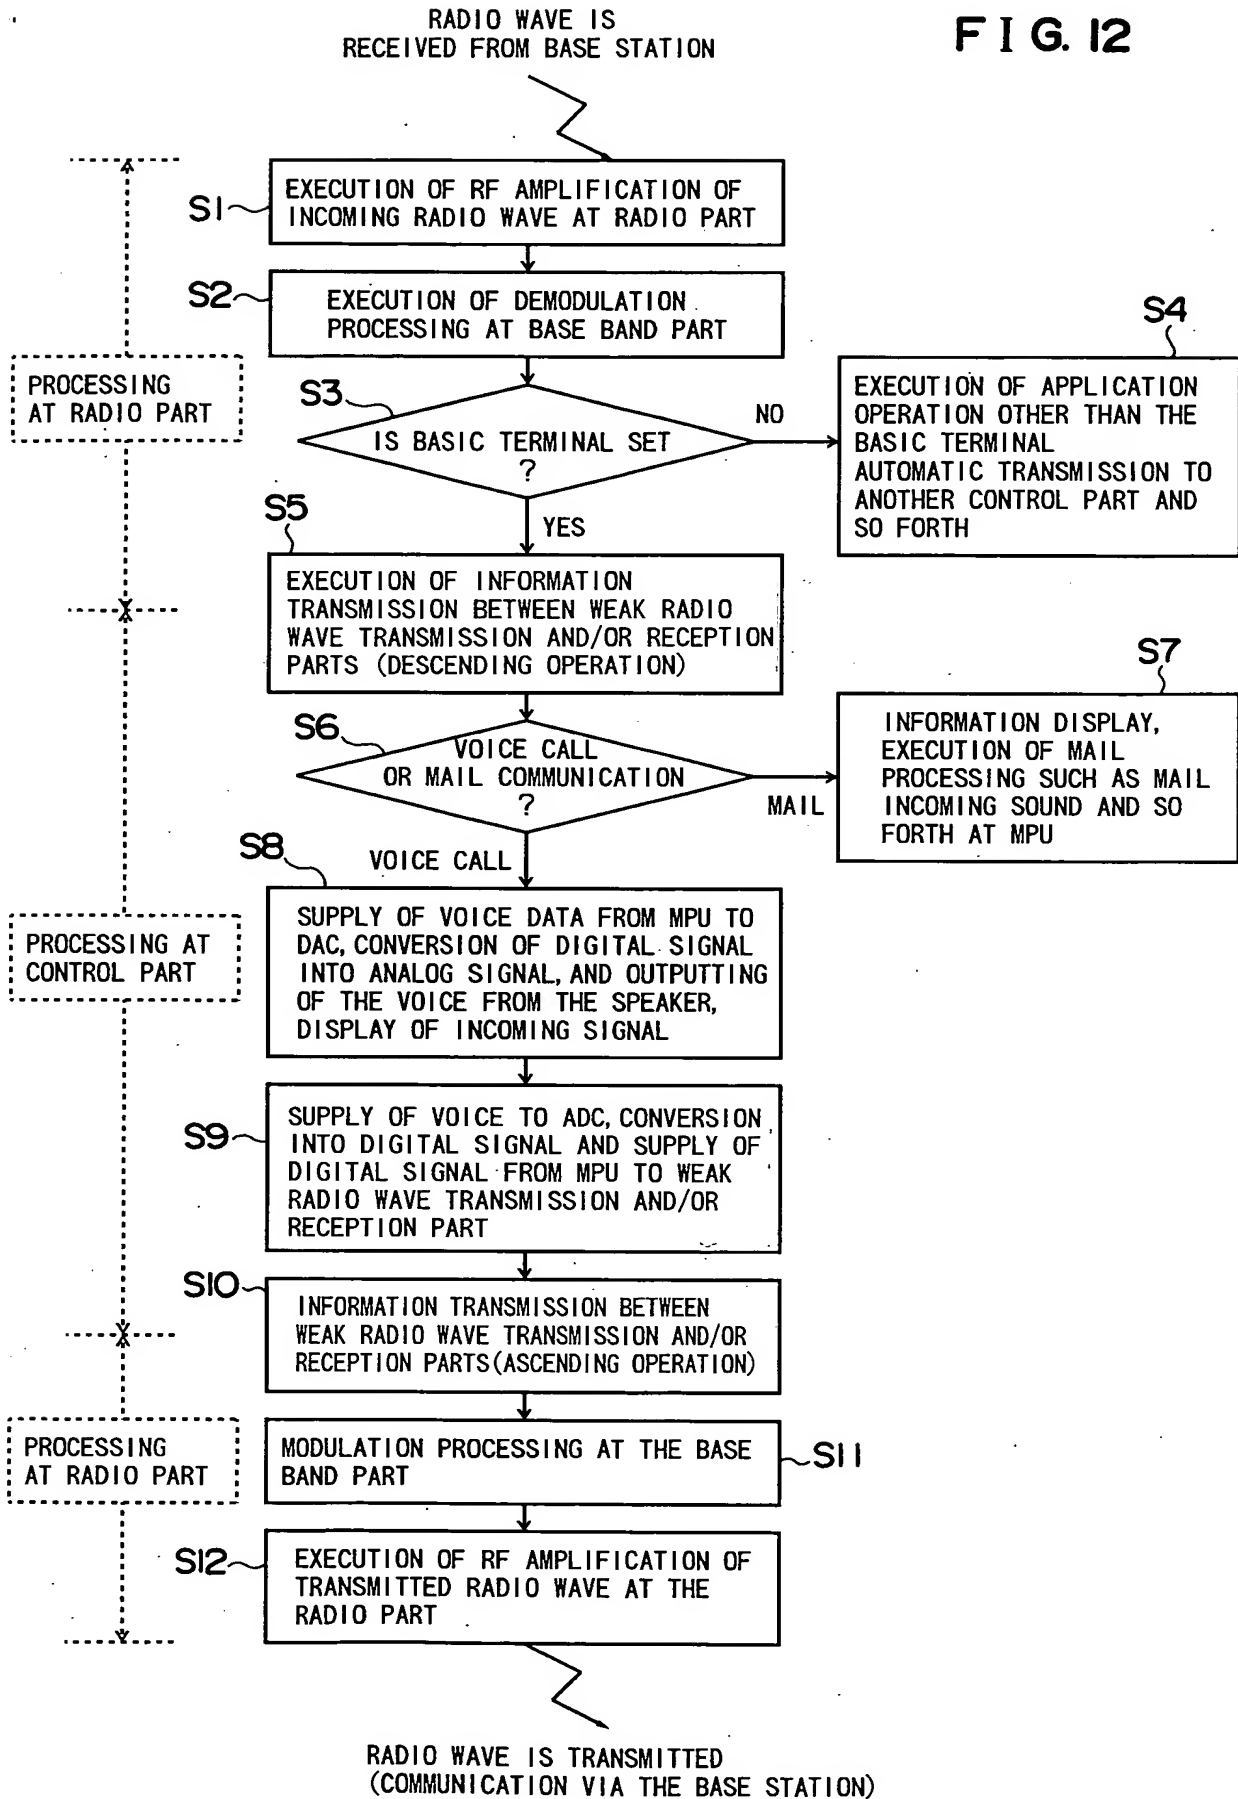 RADIO WAVE IS
RECEIVED FROM BASE STATION
FIG. 12
S1
EXECUTION OF RF AMPLIFICATION OF
INCOMING RADIO WAVE AT RADIO PART
S2
EXECUTION OF DEMODULATION
PROCESSING AT BASE BAND PART
PROCESSING
AT RADIO PART
S3
IS BASIC TERMINAL SET
?
NO
YES
S4
EXECUTION OF APPLICATION
OPERATION OTHER THAN THE
BASIC TERMINAL
AUTOMATIC TRANSMISSION TO
ANOTHER CONTROL PART AND
SO FORTH
S5
EXECUTION OF INFORMATION
TRANSMISSION BETWEEN WEAK RADIO
WAVE TRANSMISSION AND/OR RECEPTION
PARTS (DESCENDING OPERATION)
S6
VOICE CALL
OR MAIL COMMUNICATION
?
MAIL
VOICE CALL
S7
INFORMATION DISPLAY,
EXECUTION OF MAIL
PROCESSING SUCH AS MAIL
INCOMING SOUND AND SO
FORTH AT MPU
PROCESSING AT
CONTROL PART
S8
SUPPLY OF VOICE DATA FROM MPU TO
DAC, CONVERSION OF DIGITAL SIGNAL
INTO ANALOG SIGNAL, AND OUTPUTTING
OF THE VOICE FROM THE SPEAKER,
DISPLAY OF INCOMING SIGNAL
S9
SUPPLY OF VOICE TO ADC, CONVERSION
INTO DIGITAL SIGNAL AND SUPPLY OF
DIGITAL SIGNAL FROM MPU TO WEAK
RADIO WAVE TRANSMISSION AND/OR
RECEPTION PART
S10
INFORMATION TRANSMISSION BETWEEN
WEAK RADIO WAVE TRANSMISSION AND/OR
RECEPTION PARTS (ASCENDING OPERATION)
PROCESSING
AT RADIO PART
MODULATION PROCESSING AT THE BASE
BAND PART
S11
S12
EXECUTION OF RF AMPLIFICATION OF
TRANSMITTED RADIO WAVE AT THE
RADIO PART
RADIO WAVE IS TRANSMITTED
(COMMUNICATION VIA THE BASE STATION)